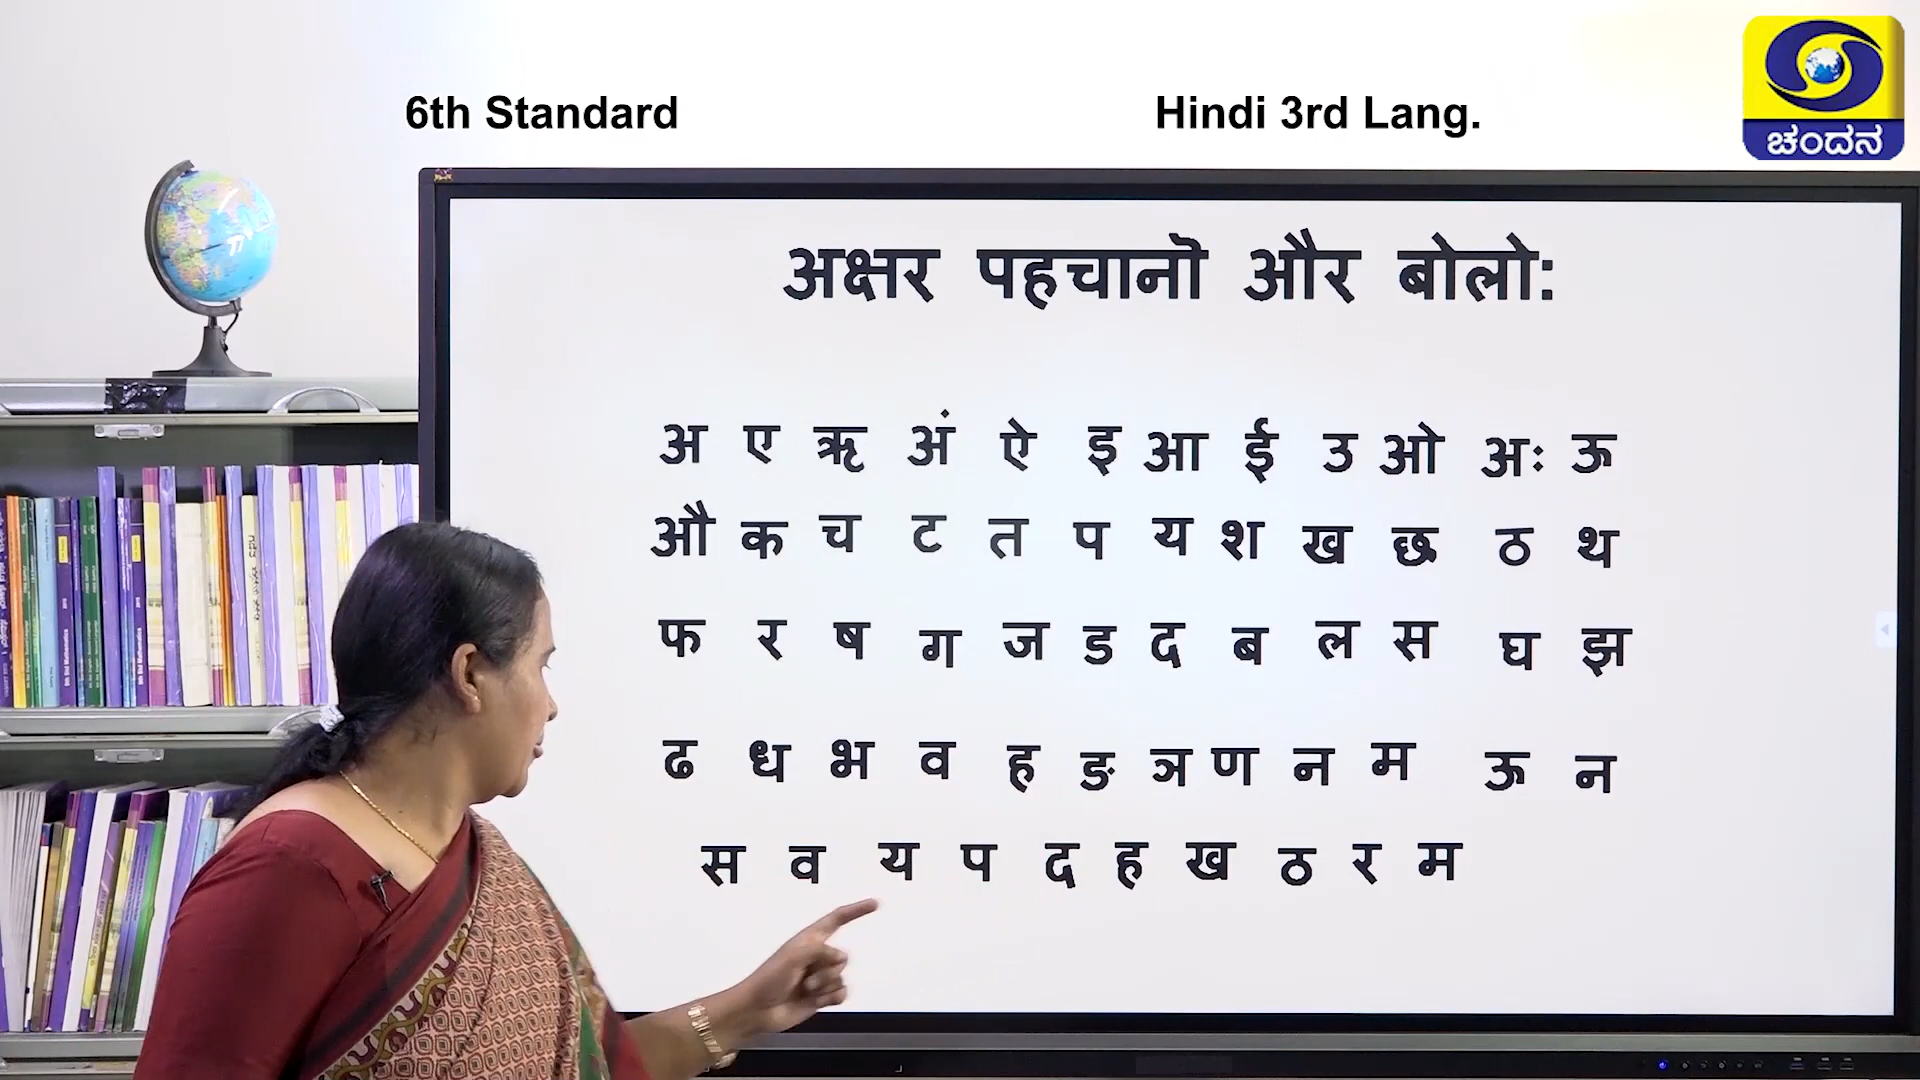 6th Standard Hindi 3rd Lang.
ಚಂದನ
अक्षर पहचानॊ और बोलो:
अ ए ऋ अं ऐ इ आ ई उ ओ अः ऊ
औ क च ट त प य श ख छ ठ थ
फ र ष ग ज ड द ब ल स घ झ
ढ ध भ व ह ङ ञ ण न म ऊ न
स व य प द ह ख ठ र म